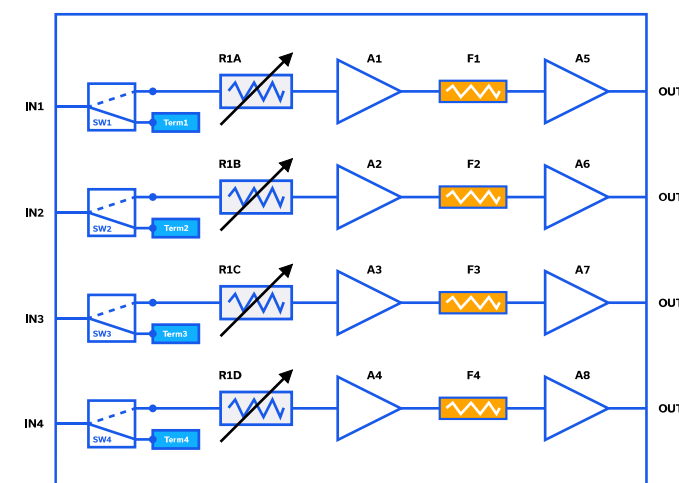 R1A A1 F1 A5
IN1 SW1 Term1 OUT
R1B A2 F2 A6
IN2 SW2 Term2 OUT
R1C A3 F3 A7
IN3 SW3 Term3 OUT
R1D A4 F4 A8
IN4 SW4 Term4 OUT